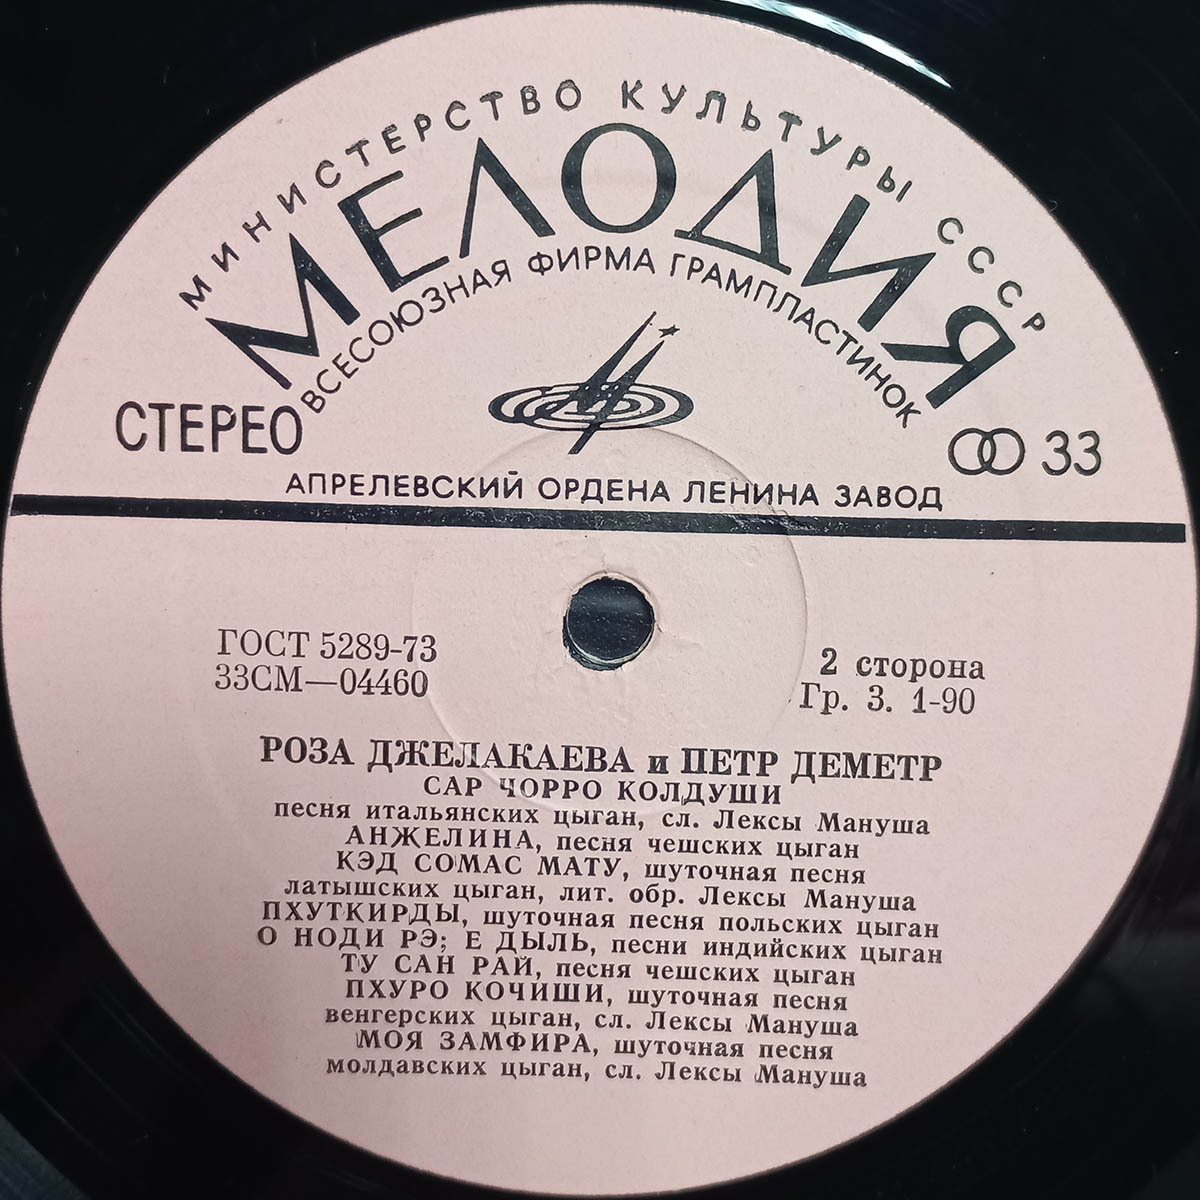 МИНИСТЕРСТВО КУЛЬТУРЫ СССР
МЕЛОДИЯ
ВСЕСОЮЗНАЯ ФИРМА ГРАМПЛАСТИНОК
СТЕРЕО
33
АПРЕЛЕВСКИЙ ОРДЕНА ЛЕНИНА ЗАВОД
ГОСТ 5289-73
33СМ—04460
2 сторона
Гр. 3. 1-90
РОЗА ДЖЕЛАКАЕВА и ПЕТР ДЕМЕТР
САР ЧОРРО КОЛДУШИ
песня итальянских цыган, сл. Лексы Мануша
АНЖЕЛИНА, песня чешских цыган
КЭД СОМАС МАТУ, шуточная песня
латышских цыган, лит. обр. Лексы Мануша
ПХУТКИРДЫ, шуточная песня польских цыган
О НОДИ РЭ; Е ДЫЛЬ, песни индийских цыган
ТУ САН РАЙ, песня чешских цыган
ПХУРО КОЧИШИ, шуточная песня
венгерских цыган, сл. Лексы Мануша
МОЯ ЗАМФИРА, шуточная песня
молдавских цыган, сл. Лексы Мануша